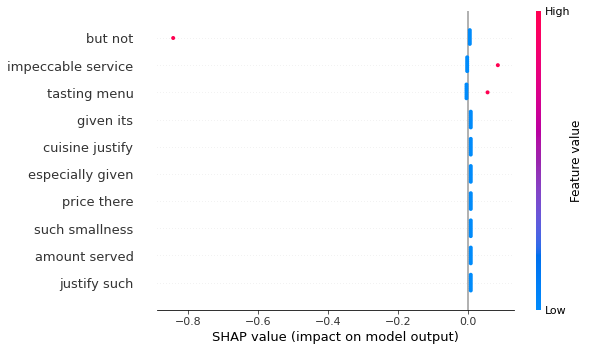 High
but not
impeccable service
tasting menu
given its
cuisine justify
especially given
price there
such smallness
amount served
justify such
Feature value
Low
−0.8 −0.6 −0.4 −0.2 0.0
SHAP value (impact on model output)